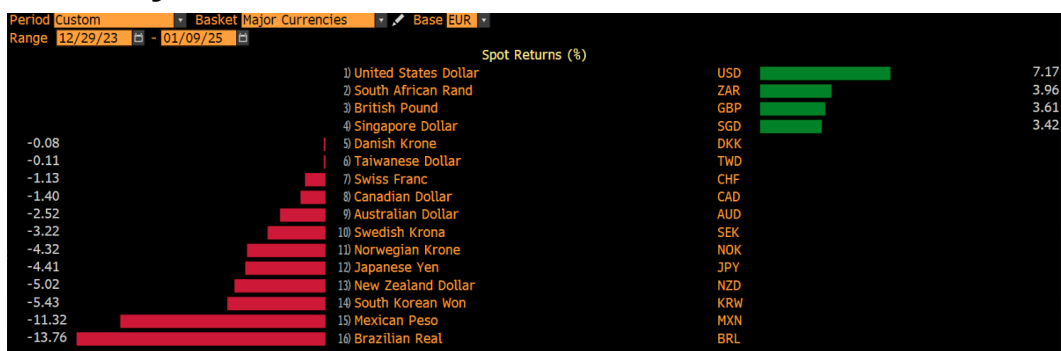 Period Custom Basket Major Currencies Base EUR
Range 12/29/23 - 01/09/25
Spot Returns (%)
1) United States Dollar USD 7.17
2) South African Rand ZAR 3.96
3) British Pound GBP 3.61
4) Singapore Dollar SGD 3.42
-0.08 5) Danish Krone DKK
-0.11 6) Taiwanese Dollar TWD
-1.13 7) Swiss Franc CHF
-1.40 8) Canadian Dollar CAD
-2.52 9) Australian Dollar AUD
-3.22 10) Swedish Krona SEK
-4.32 11) Norwegian Krone NOK
-4.41 12) Japanese Yen JPY
-5.02 13) New Zealand Dollar NZD
-5.43 14) South Korean Won KRW
-11.32 15) Mexican Peso MXN
-13.76 16) Brazilian Real BRL